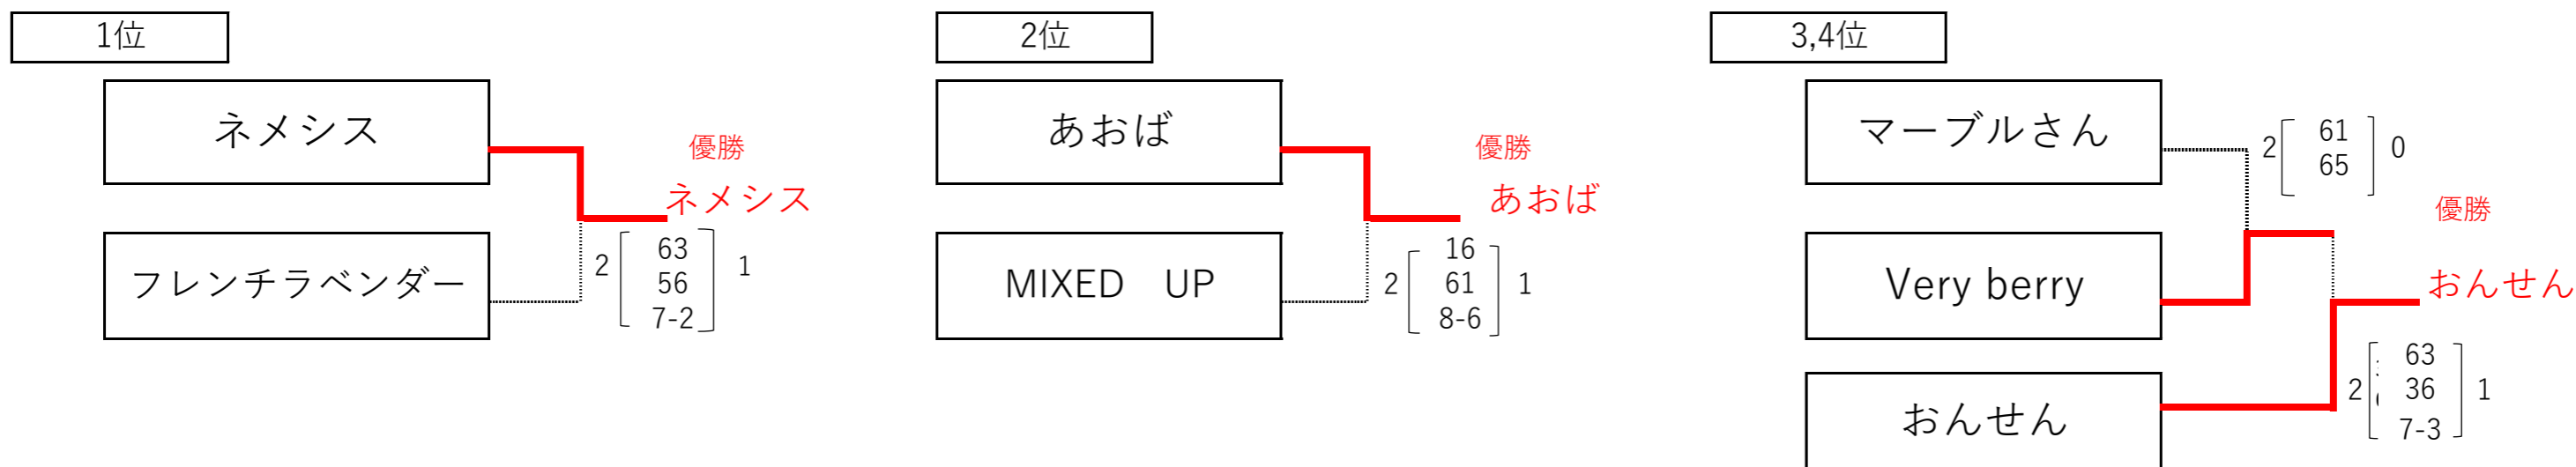 1位
ネメシス
フレンチラベンダー
優勝
ネメシス
2 63 1
56
7-2
2位
あおば
MIXED UP
優勝
あおば
2 16 1
61
8-6
3,4位
マーブルさん
Very berry
おんせん
2 61 0
65
優勝
おんせん
2 63 1
36
7-3